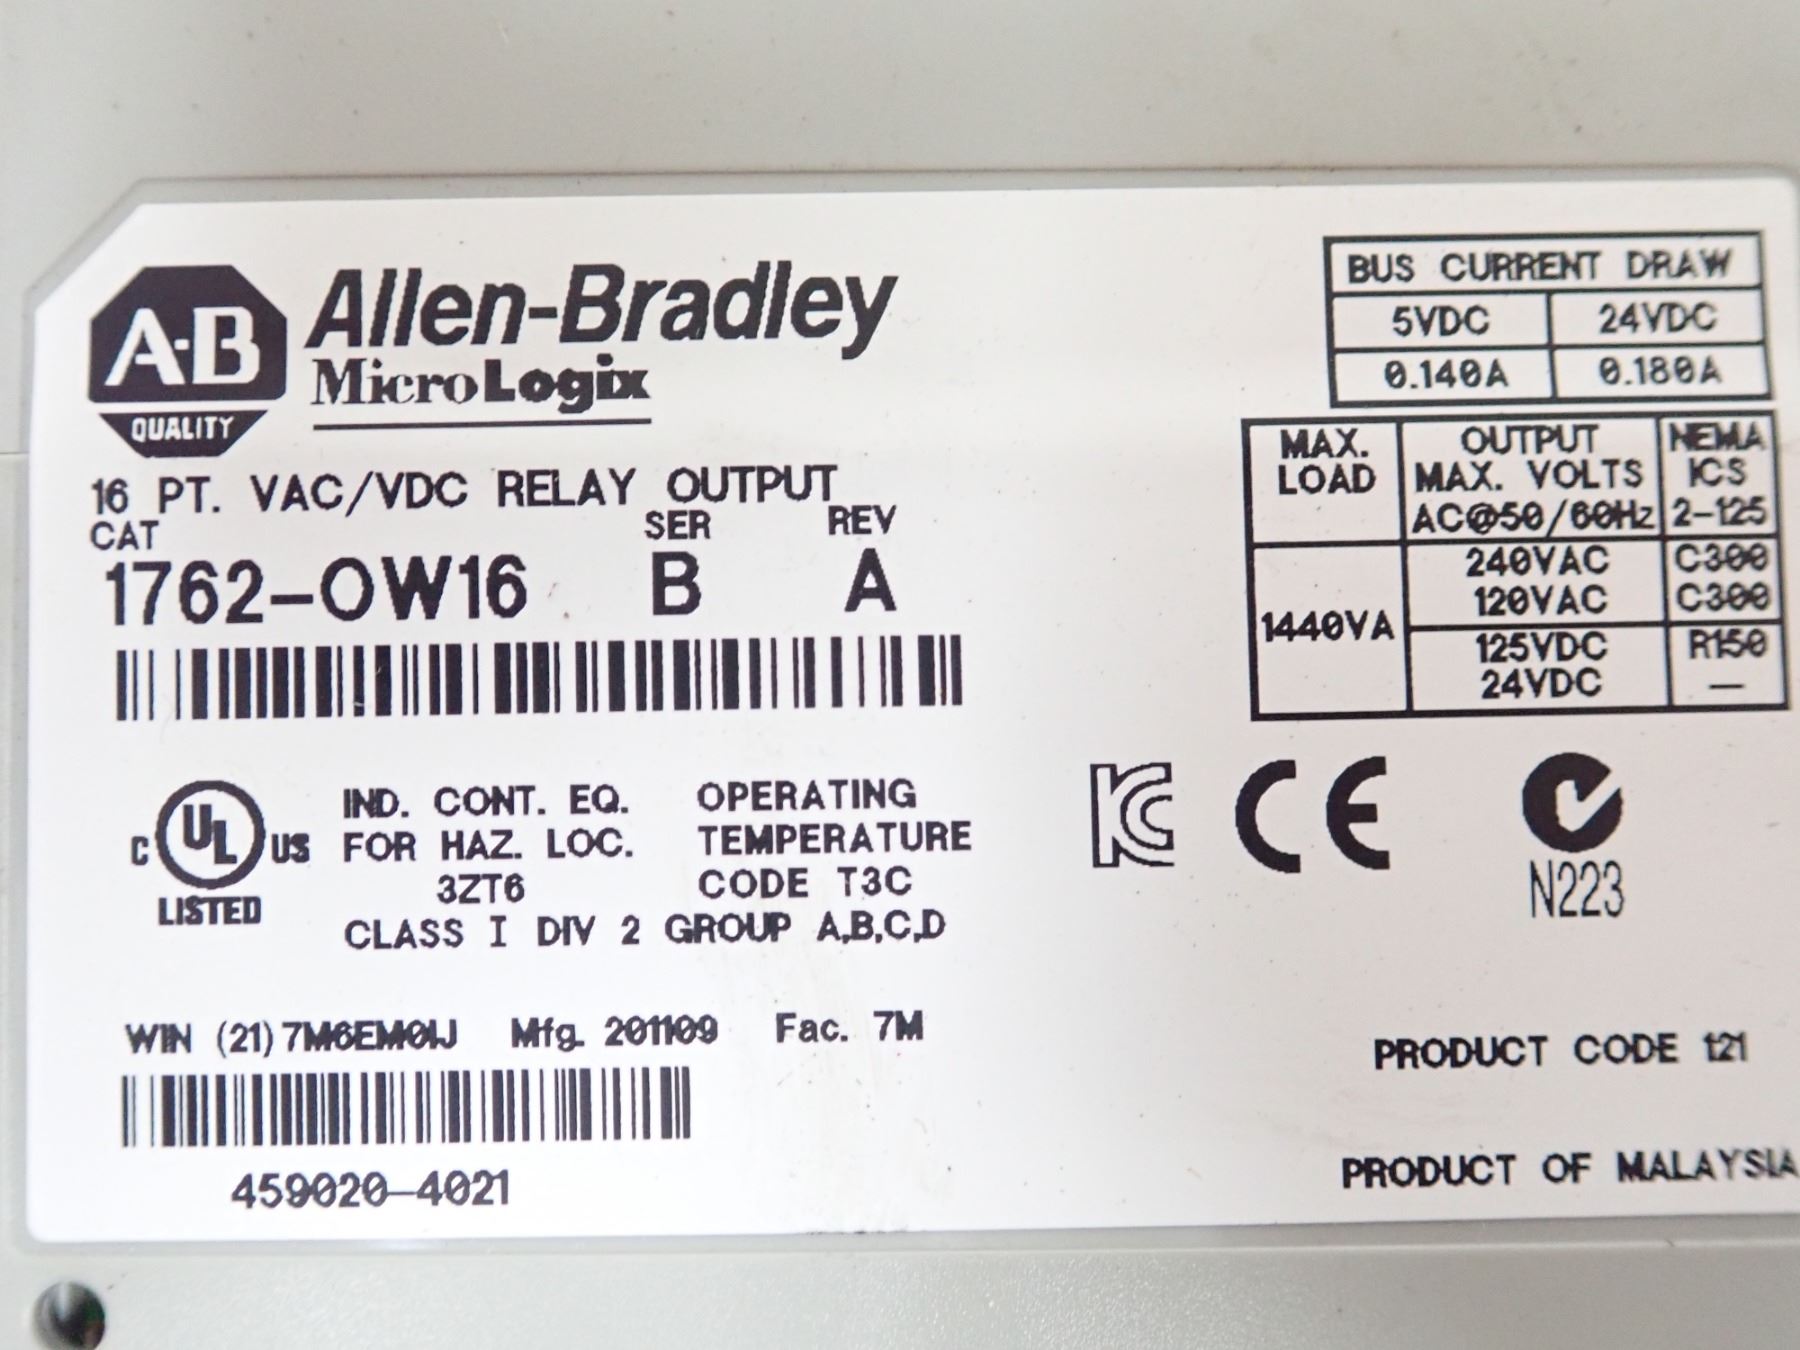 A-B
QUALITY
Allen-Bradley
MicroLogix
16 PT. VAC/VDC RELAY OUTPUT
CAT SER REV
1762-OW16 B A
BUS CURRENT DRAW
5VDC 24VDC
0.140A 0.180A
MAX. LOAD
OUTPUT
MAX. VOLTS
AC@50/60Hz
NEMA
ICS
2-125
1440VA
240VAC C300
120VAC C300
125VDC R150
24VDC —
C UL US
LISTED
IND. CONT. EQ.
FOR HAZ. LOC.
3ZT6
OPERATING
TEMPERATURE
CODE T3C
CLASS I DIV 2 GROUP A,B,C,D
KC CE
N223
WIN (21) 7M6EM0IJ Mfg. 201109 Fac. 7M
459020-4021
PRODUCT CODE 121
PRODUCT OF MALAYSIA